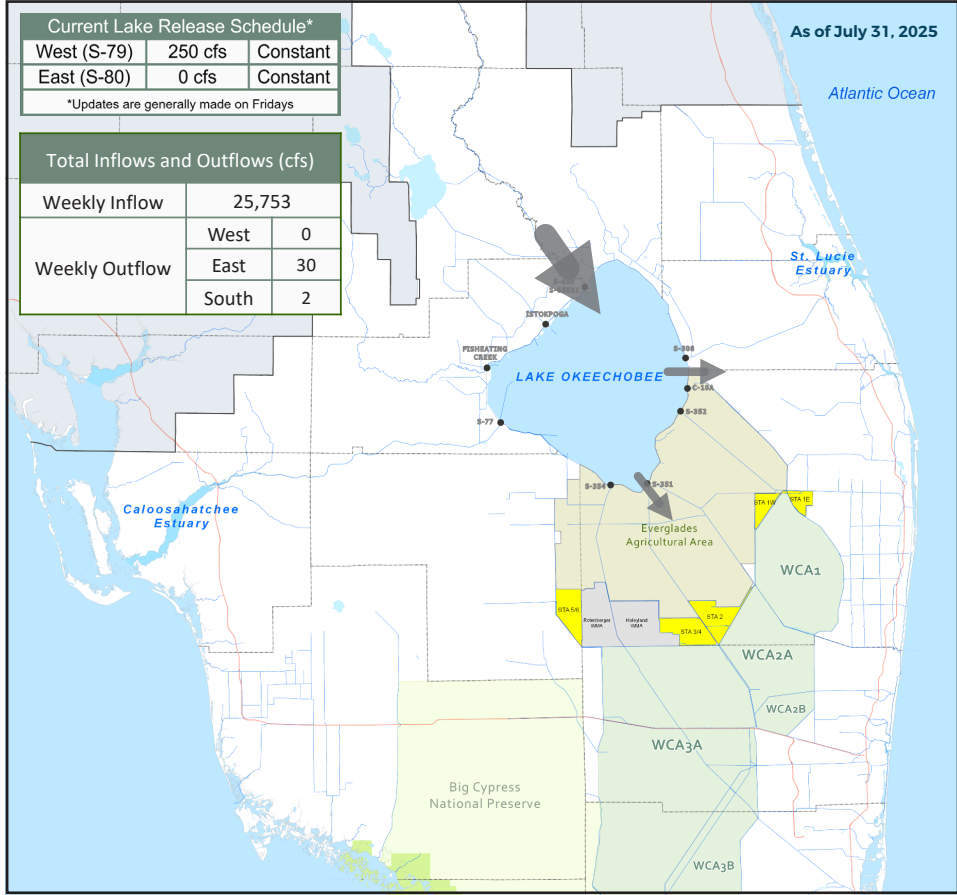 Current Lake Release Schedule*
West (S-79) 250 cfs Constant
East (S-80) 0 cfs Constant
*Updates are generally made on Fridays
As of July 31, 2025
Atlantic Ocean
Total Inflows and Outflows (cfs)
Weekly Inflow 25,753
Weekly Outflow
West 0
East 30
South 2
St. Lucie
Estuary
ISTOKPOGA
FISHEATING
CREEK
S-308
LAKE OKEECHOBEE
C-10A
S-352
S-77
S-354
S-351
Caloosahatchee
Estuary
Everglades
Agricultural Area
STA 1W
STA 1E
WCA1
STA 5/6
Rotenberger
WMA
Holeyland
WMA
STA 2
STA 3/4
WCA2A
WCA2B
WCA3A
Big Cypress
National Preserve
WCA3B